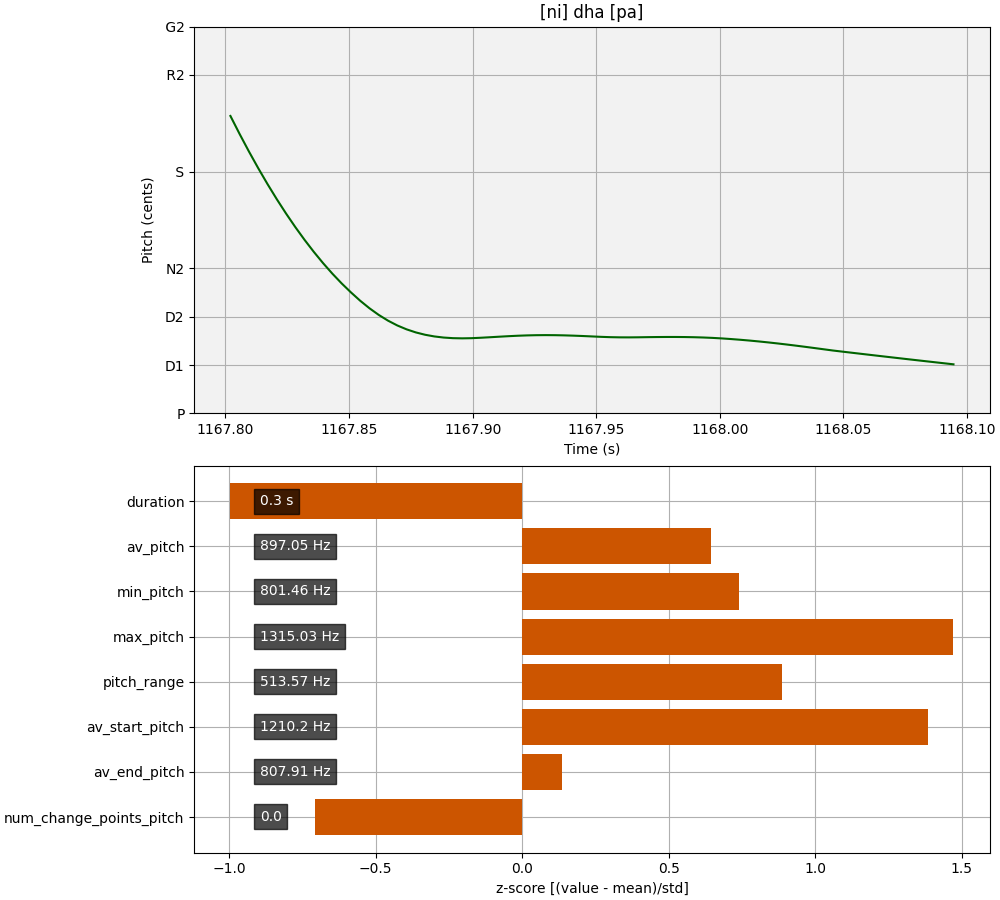 [ni] dha [pa]
G2
R2
S
N2
D2
D1
P
Pitch (cents)
1167.80 1167.85 1167.90 1167.95 1168.00 1168.05 1168.10
Time (s)
duration 0.3 s
av_pitch 897.05 Hz
min_pitch 801.46 Hz
max_pitch 1315.03 Hz
pitch_range 513.57 Hz
av_start_pitch 1210.2 Hz
av_end_pitch 807.91 Hz
num_change_points_pitch 0.0
−1.0 −0.5 0.0 0.5 1.0 1.5
z-score [(value - mean)/std]